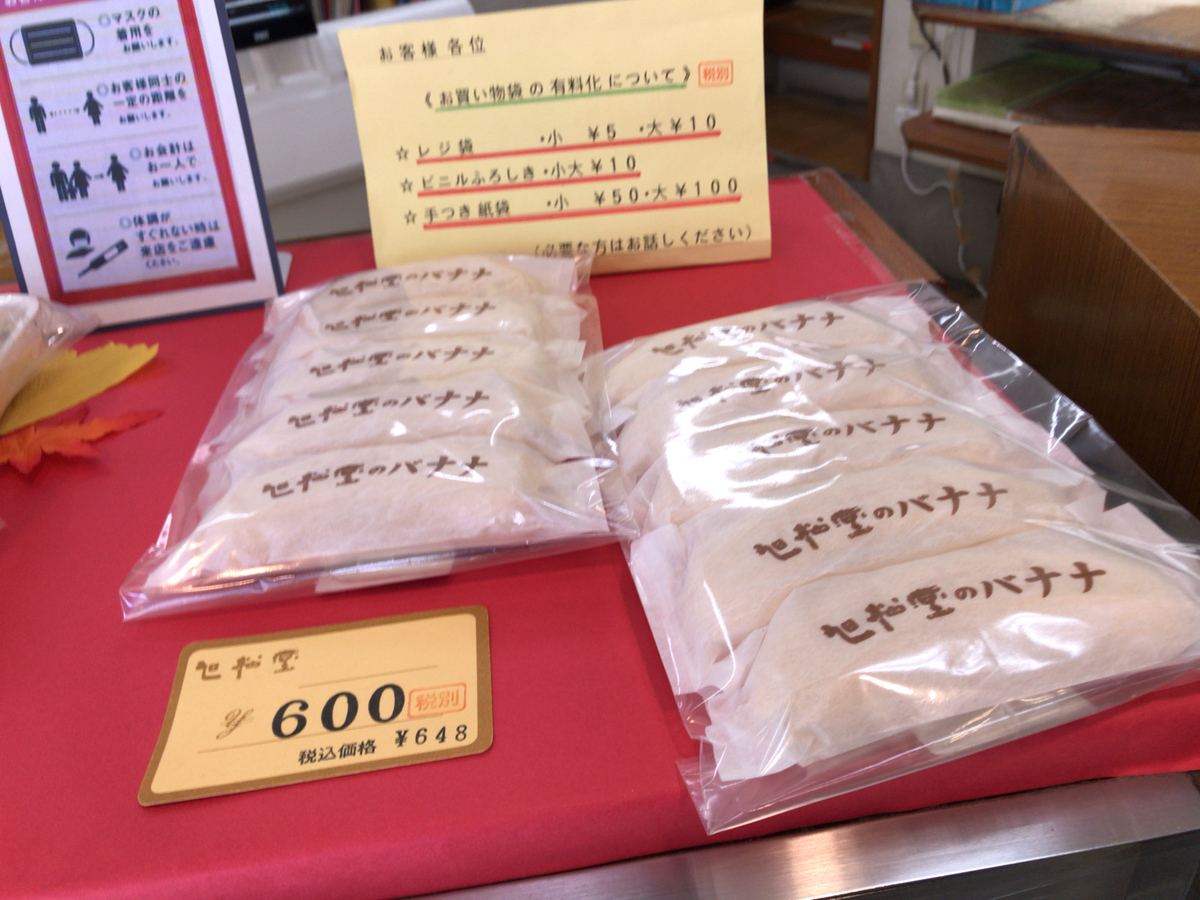 ○マスクの
着用を
お願いします。
○お客様同士の
一定の距離を
お願いします。
○お会計は
お一人で
お願いします。
○体調が
すぐれない時は
来店をご遠慮
ください。
お客様 各位
《お買い物袋の有料化について》 税別
☆レジ袋 ・小 ¥5 ・大¥10
☆ビニルふろしき・小大¥10
☆手つき紙袋 ・小 ¥50・大¥100
(必要な方はお話しください)
旭松堂のバナナ
旭松堂のバナナ
旭松堂のバナナ
旭松堂のバナナ
旭松堂のバナナ
旭松堂のバナナ
旭松堂のバナナ
旭松堂のバナナ
旭松堂のバナナ
旭松堂のバナナ
旭松堂
¥600税別
税込価格 ¥648